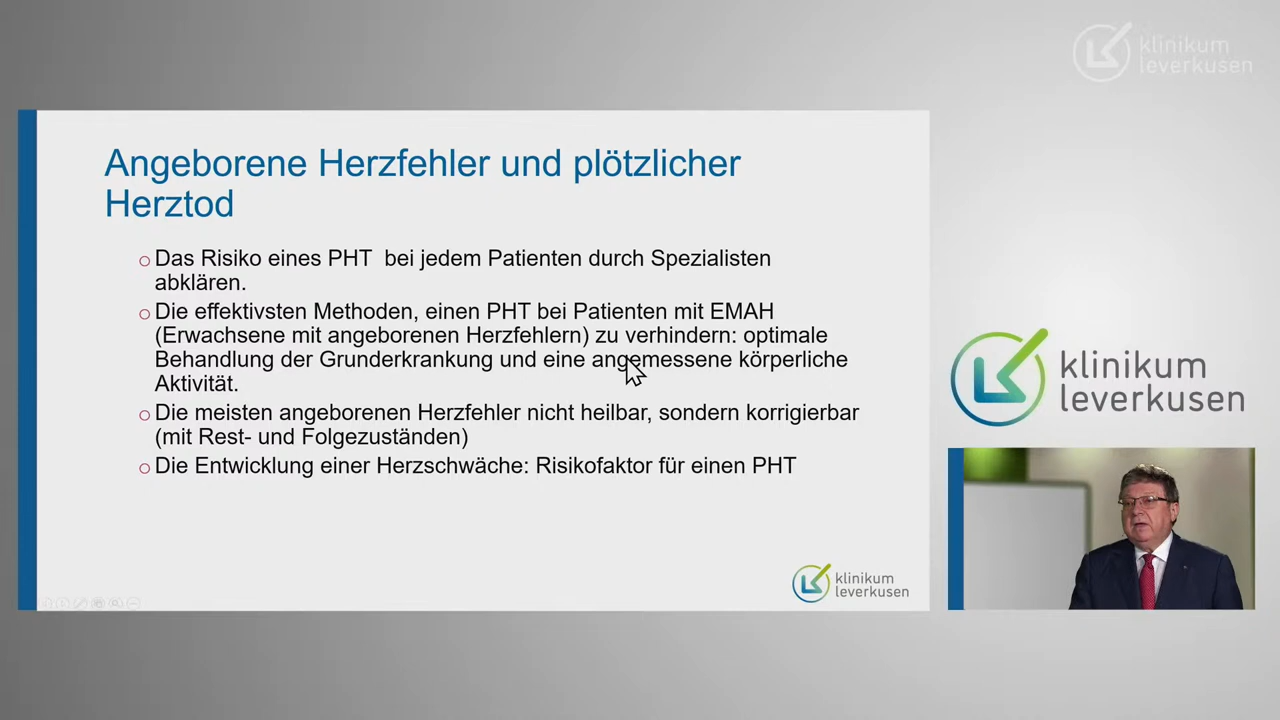 klinikum
leverkusen
Angeborene Herzfehler und plötzlicher
Herztod
Das Risiko eines PHT bei jedem Patienten durch Spezialisten
abklären.
Die effektivsten Methoden, einen PHT bei Patienten mit EMAH
(Erwachsene mit angeborenen Herzfehlern) zu verhindern: optimale
Behandlung der Grunderkrankung und eine angemessene körperliche
Aktivität.
Die meisten angeborenen Herzfehler nicht heilbar, sondern korrigierbar
(mit Rest- und Folgezuständen)
Die Entwicklung einer Herzschwäche: Risikofaktor für einen PHT
klinikum
leverkusen
klinikum
leverkusen